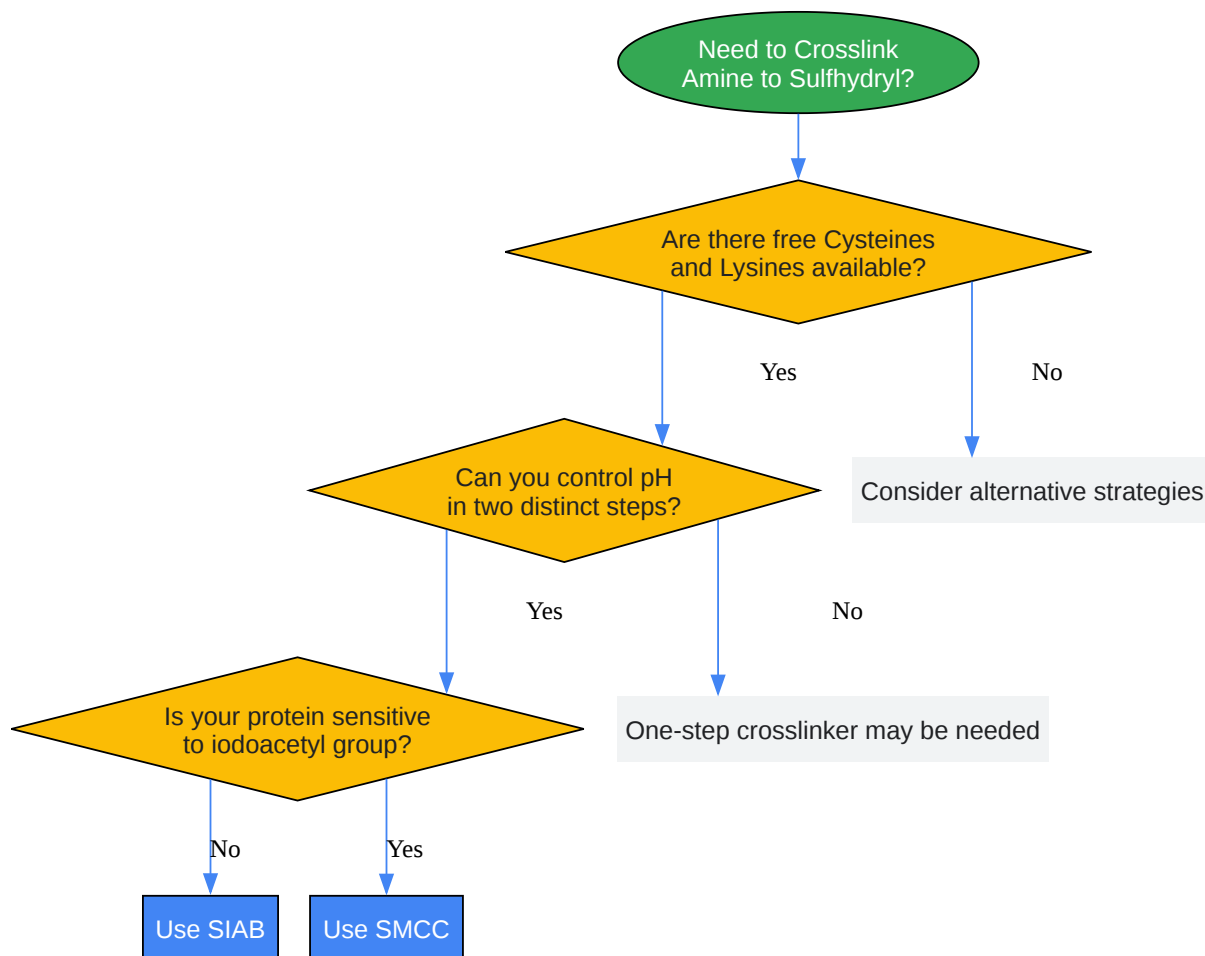 Need to Crosslink
Amine to Sulfhydryl?
Are there free Cysteines
and Lysines available?
Yes
No
Can you control pH
in two distinct steps?
Consider alternative strategies
Yes
No
Is your protein sensitive
to iodoacetyl group?
One-step crosslinker may be needed
No
Yes
Use SIAB
Use SMCC